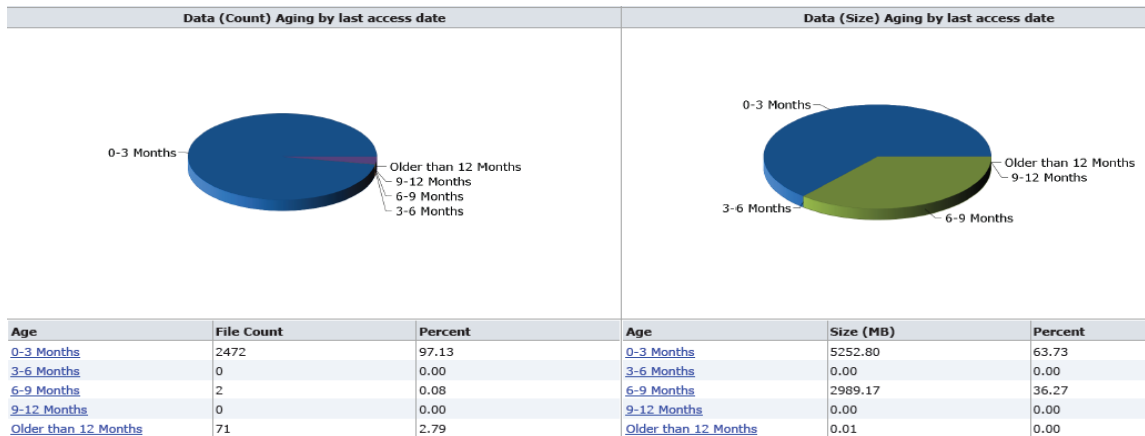 Data (Count) Aging by last access date
0-3 Months
Older than 12 Months
9-12 Months
6-9 Months
3-6 Months
Age File Count Percent
0-3 Months 2472 97.13
3-6 Months 0 0.00
6-9 Months 2 0.08
9-12 Months 0 0.00
Older than 12 Months 71 2.79
Data (Size) Aging by last access date
0-3 Months
Older than 12 Months
9-12 Months
3-6 Months
6-9 Months
Age Size (MB) Percent
0-3 Months 5252.80 63.73
3-6 Months 0.00 0.00
6-9 Months 2989.17 36.27
9-12 Months 0.00 0.00
Older than 12 Months 0.01 0.00